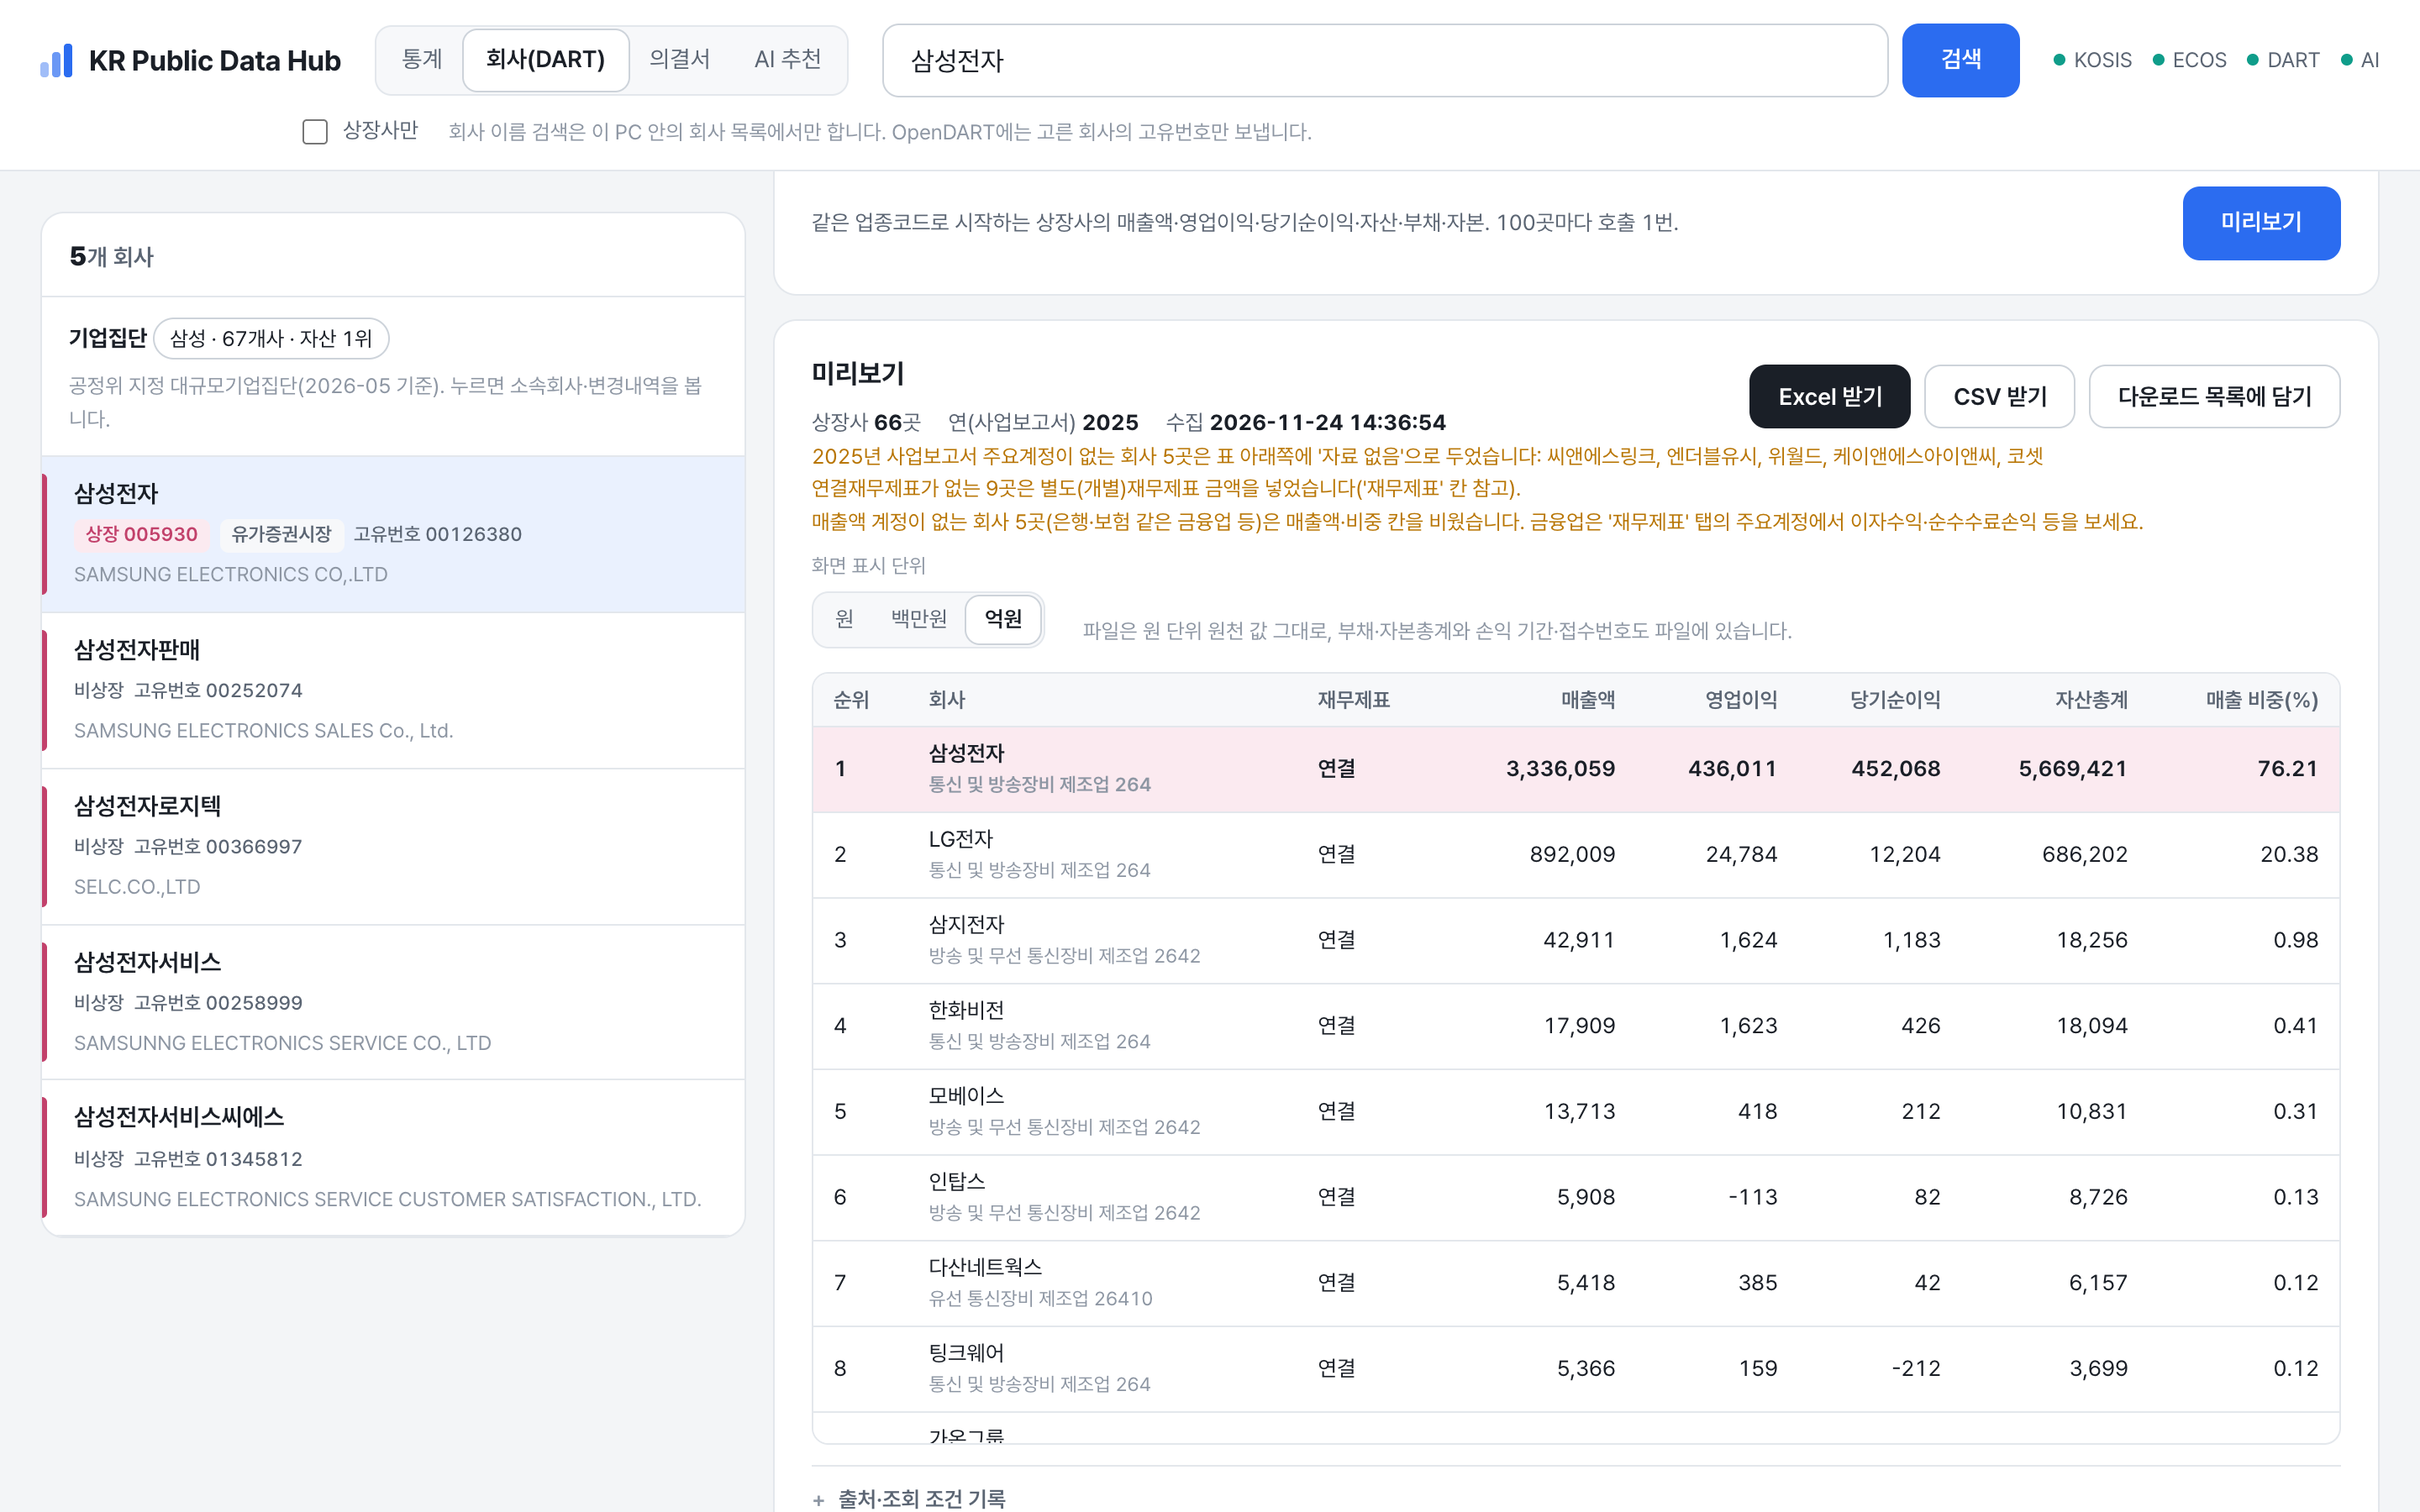 KR Public Data Hub
통계 회사(DART) 의결서 AI 추천
삼성전자
검색
KOSIS ECOS DART AI
상장사만 회사 이름 검색은 이 PC 안의 회사 목록에서만 합니다. OpenDART에는 고른 회사의 고유번호만 보냅니다.
5개 회사
기업집단 삼성 · 67개사 · 자산 1위
공정위 지정 대규모기업집단(2026-05 기준). 누르면 소속회사·변경내역을 봅
니다.
삼성전자
상장 005930 유가증권시장 고유번호 00126380
SAMSUNG ELECTRONICS CO,.LTD
삼성전자판매
비상장 고유번호 00252074
SAMSUNG ELECTRONICS SALES Co., Ltd.
삼성전자로지텍
비상장 고유번호 00366997
SELC.CO.,LTD
삼성전자서비스
비상장 고유번호 00258999
SAMSUNNG ELECTRONICS SERVICE CO., LTD
삼성전자서비스씨에스
비상장 고유번호 01345812
SAMSUNG ELECTRONICS SERVICE CUSTOMER SATISFACTION., LTD.
같은 업종코드로 시작하는 상장사의 매출액·영업이익·당기순이익·자산·부채·자본. 100곳마다 호출 1번.
미리보기
미리보기
Excel 받기 CSV 받기 다운로드 목록에 담기
상장사 66곳 연(사업보고서) 2025 수집 2026-11-24 14:36:54
2025년 사업보고서 주요계정이 없는 회사 5곳은 표 아래쪽에 '자료 없음'으로 두었습니다: 씨앤에스링크, 엔더블유시, 위월드, 케이앤에스아이앤씨, 코셋
연결재무제표가 없는 9곳은 별도(개별)재무제표 금액을 넣었습니다('재무제표' 칸 참고).
매출액 계정이 없는 회사 5곳(은행·보험 같은 금융업 등)은 매출액·비중 칸을 비웠습니다. 금융업은 '재무제표' 탭의 주요계정에서 이자수익·순수수료손익 등을 보세요.
화면 표시 단위
원 백만원 억원
파일은 원 단위 원천 값 그대로, 부채·자본총계와 손익 기간·접수번호도 파일에 있습니다.
순위 회사 재무제표 매출액 영업이익 당기순이익 자산총계 매출 비중(%)
1 삼성전자 연결 3,336,059 436,011 452,068 5,669,421 76.21
통신 및 방송장비 제조업 264
2 LG전자 연결 892,009 24,784 12,204 686,202 20.38
통신 및 방송장비 제조업 264
3 삼지전자 연결 42,911 1,624 1,183 18,256 0.98
방송 및 무선 통신장비 제조업 2642
4 한화비전 연결 17,909 1,623 426 18,094 0.41
통신 및 방송장비 제조업 264
5 모베이스 연결 13,713 418 212 10,831 0.31
방송 및 무선 통신장비 제조업 2642
6 인탑스 연결 5,908 -113 82 8,726 0.13
방송 및 무선 통신장비 제조업 2642
7 다산네트웍스 연결 5,418 385 42 6,157 0.12
유선 통신장비 제조업 26410
8 팅크웨어 연결 5,366 159 -212 3,699 0.12
통신 및 방송장비 제조업 264
가온그룹
+ 출처·조회 조건 기록